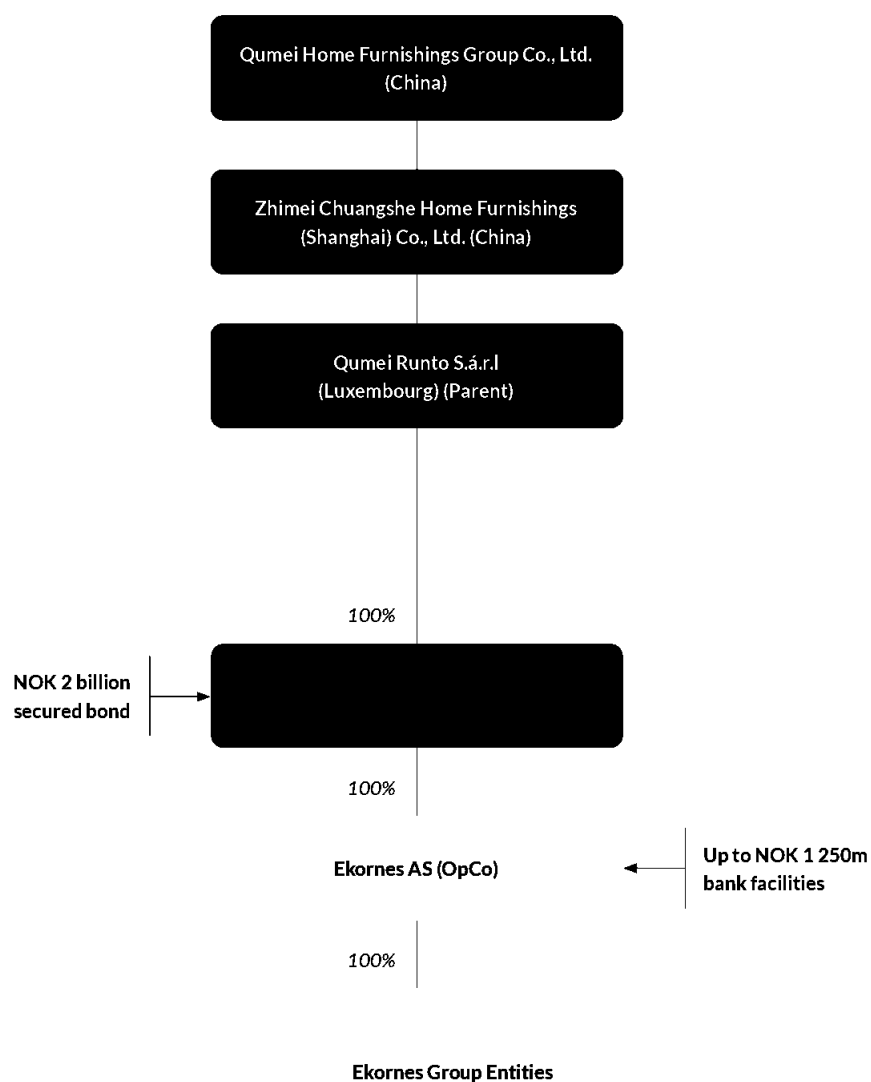 Qumei Home Furnishings Group Co., Ltd.
(China)
Zhimei Chuangshe Home Furnishings
(Shanghai) Co., Ltd. (China)
Qumei Runto S.á.r.l
(Luxembourg) (Parent)
100%
NOK 2 billion
secured bond
100%
Ekornes AS (OpCo)
Up to NOK 1 250m
bank facilities
100%
Ekornes Group Entities